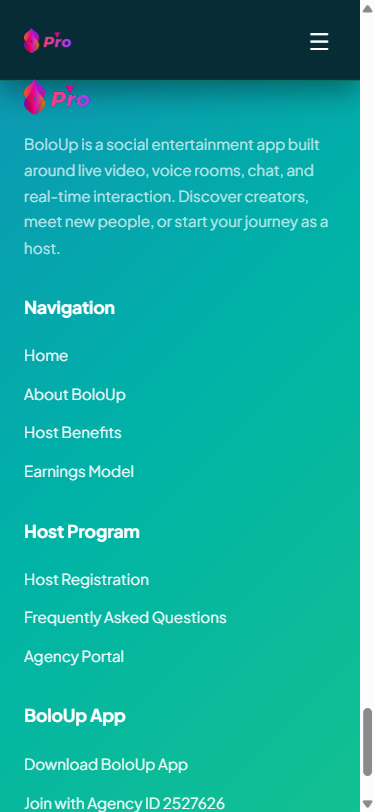 Pro
Pro
BoloUp is a social entertainment app built
around live video, voice rooms, chat, and
real-time interaction. Discover creators,
meet new people, or start your journey as a
host.
Navigation
Home
About BoloUp
Host Benefits
Earnings Model
Host Program
Host Registration
Frequently Asked Questions
Agency Portal
BoloUp App
Download BoloUp App
Join with Agency ID 2527626